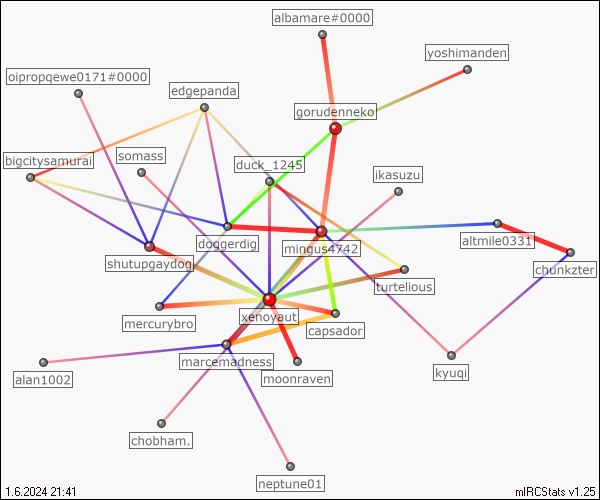 albamare#0000
yoshimanden
oipropqewe0171#0000
edgepanda
gorudenneko
bigcitysamurai
somass
duck_1245
ikasuzu
doggerdig
mingus4742
altmile0331
shutupgaydog
chunkzter
turtelious
xenoyaut
mercurybro
capsador
marcemadness
moonraven
kyuqi
alan1002
chobham.
neptune01
1.6.2024 21:41
mIRCStats v1.25